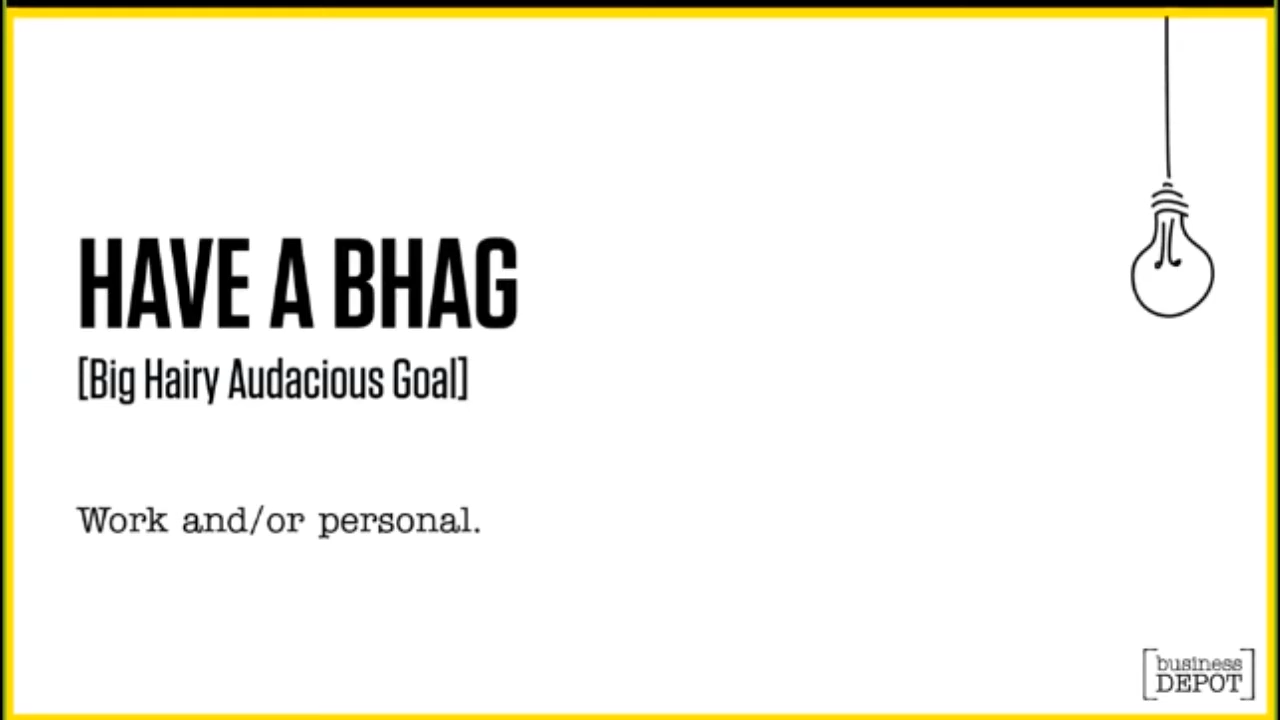 HAVE A BHAG
[Big Hairy Audacious Goal]
Work and/or personal.
[business
DEPOT]